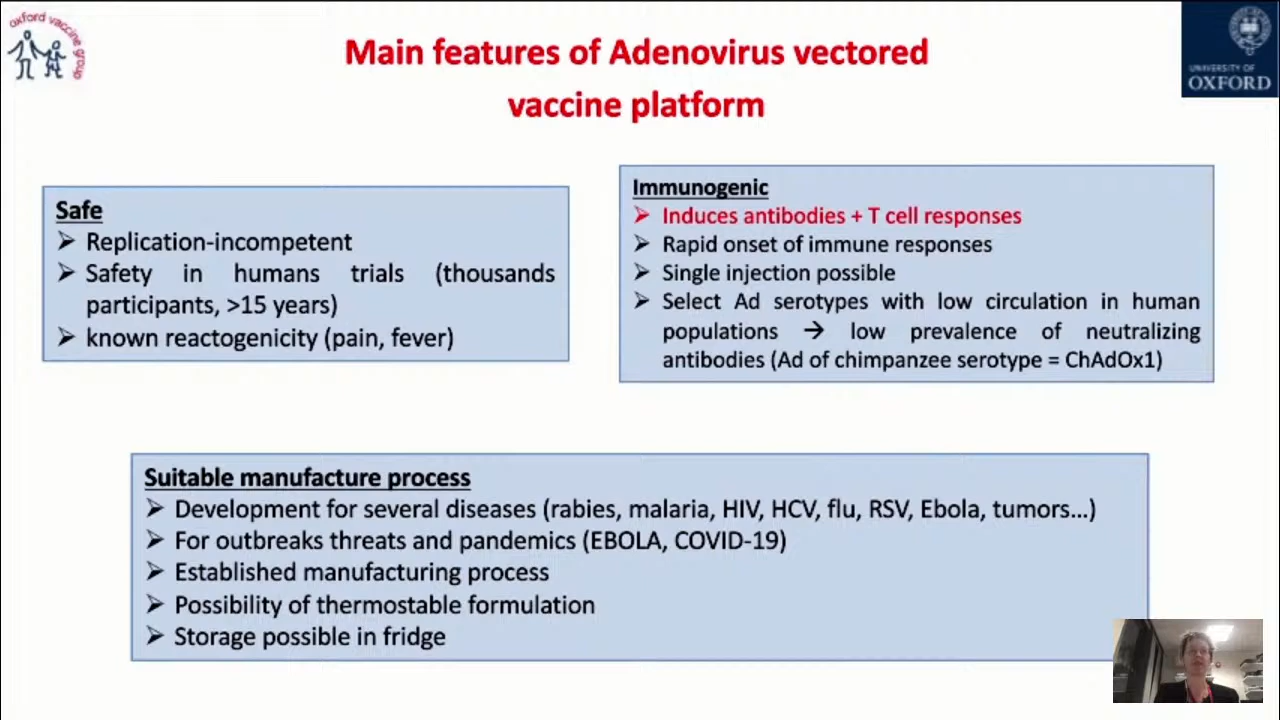 oxford vaccine group
Main features of Adenovirus vectored
vaccine platform
UNIVERSITY OF
OXFORD
Safe
➢ Replication-incompetent
➢ Safety in humans trials (thousands
participants, >15 years)
➢ known reactogenicity (pain, fever)
Immunogenic
➢ Induces antibodies + T cell responses
➢ Rapid onset of immune responses
➢ Single injection possible
➢ Select Ad serotypes with low circulation in human
populations → low prevalence of neutralizing
antibodies (Ad of chimpanzee serotype = ChAdOx1)
Suitable manufacture process
➢ Development for several diseases (rabies, malaria, HIV, HCV, flu, RSV, Ebola, tumors...)
➢ For outbreaks threats and pandemics (EBOLA, COVID-19)
➢ Established manufacturing process
➢ Possibility of thermostable formulation
➢ Storage possible in fridge